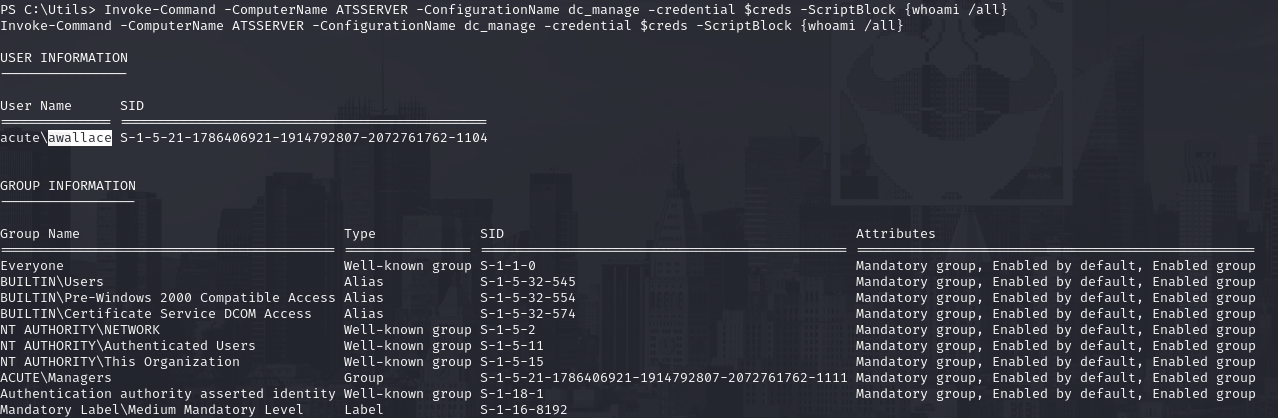 PS C:\Utils> Invoke-Command -ComputerName ATSSERVER -ConfigurationName dc_manage -credential $creds -ScriptBlock {whoami /all}
Invoke-Command -ComputerName ATSSERVER -ConfigurationName dc_manage -credential $creds -ScriptBlock {whoami /all}
USER INFORMATION
User Name SID
acute\awallace S-1-5-21-1786406921-1914792807-2072761762-1104
GROUP INFORMATION
Group Name Type SID Attributes
Everyone Well-known group S-1-1-0 Mandatory group, Enabled by default, Enabled group
BUILTIN\Users Alias S-1-5-32-545 Mandatory group, Enabled by default, Enabled group
BUILTIN\Pre-Windows 2000 Compatible Access Alias S-1-5-32-554 Mandatory group, Enabled by default, Enabled group
BUILTIN\Certificate Service DCOM Access Alias S-1-5-32-574 Mandatory group, Enabled by default, Enabled group
NT AUTHORITY\NETWORK Well-known group S-1-5-2 Mandatory group, Enabled by default, Enabled group
NT AUTHORITY\Authenticated Users Well-known group S-1-5-11 Mandatory group, Enabled by default, Enabled group
NT AUTHORITY\This Organization Well-known group S-1-5-15 Mandatory group, Enabled by default, Enabled group
ACUTE\Managers Group S-1-5-21-1786406921-1914792807-2072761762-1111 Mandatory group, Enabled by default, Enabled group
Authentication authority asserted identity Well-known group S-1-18-1 Mandatory group, Enabled by default, Enabled group
Mandatory Label\Medium Mandatory Level Label S-1-16-8192